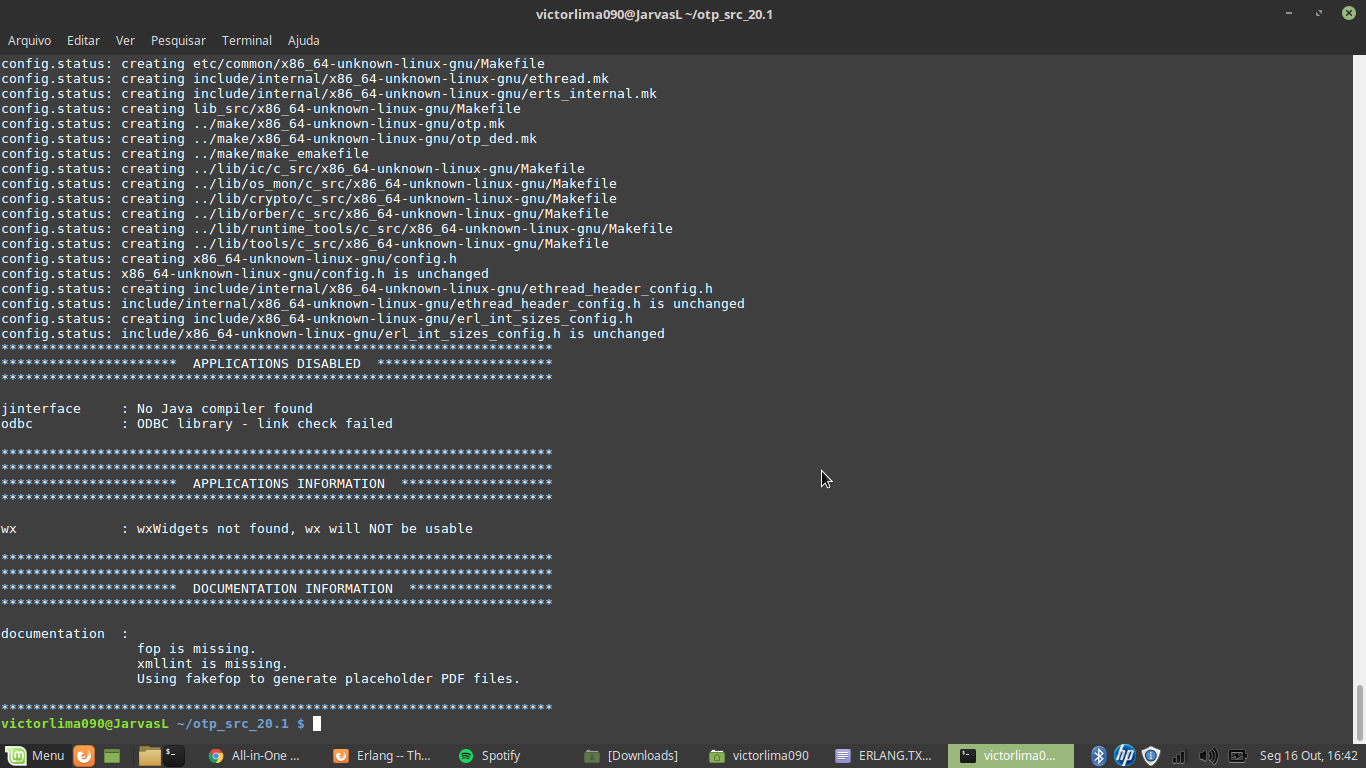 victorlima090@JarvasL ~/otp_src_20.1
Arquivo Editar Ver Pesquisar Terminal Ajuda
config.status: creating etc/common/x86_64-unknown-linux-gnu/Makefile
config.status: creating include/internal/x86_64-unknown-linux-gnu/ethread.mk
config.status: creating include/internal/x86_64-unknown-linux-gnu/erts_internal.mk
config.status: creating lib_src/x86_64-unknown-linux-gnu/Makefile
config.status: creating ../make/x86_64-unknown-linux-gnu/otp.mk
config.status: creating ../make/x86_64-unknown-linux-gnu/otp_ded.mk
config.status: creating ../make/make_emakefile
config.status: creating ../lib/ic/c_src/x86_64-unknown-linux-gnu/Makefile
config.status: creating ../lib/os_mon/c_src/x86_64-unknown-linux-gnu/Makefile
config.status: creating ../lib/crypto/c_src/x86_64-unknown-linux-gnu/Makefile
config.status: creating ../lib/orber/c_src/x86_64-unknown-linux-gnu/Makefile
config.status: creating ../lib/runtime_tools/c_src/x86_64-unknown-linux-gnu/Makefile
config.status: creating ../lib/tools/c_src/x86_64-unknown-linux-gnu/Makefile
config.status: creating x86_64-unknown-linux-gnu/config.h
config.status: x86_64-unknown-linux-gnu/config.h is unchanged
config.status: creating include/internal/x86_64-unknown-linux-gnu/ethread_header_config.h
config.status: include/internal/x86_64-unknown-linux-gnu/ethread_header_config.h is unchanged
config.status: creating include/x86_64-unknown-linux-gnu/erl_int_sizes_config.h
config.status: include/x86_64-unknown-linux-gnu/erl_int_sizes_config.h is unchanged
*********************************************************************
**********************  APPLICATIONS DISABLED  **********************
*********************************************************************
jinterface     : No Java compiler found
odbc           : ODBC library - link check failed
*********************************************************************
*********************************************************************
**********************  APPLICATIONS INFORMATION  *******************
*********************************************************************
wx             : wxWidgets not found, wx will NOT be usable
*********************************************************************
*********************************************************************
**********************  DOCUMENTATION INFORMATION  ******************
*********************************************************************
documentation  :
fop is missing.
xmllint is missing.
Using fakefop to generate placeholder PDF files.
*********************************************************************
victorlima090@JarvasL ~/otp_src_20.1 $
Menu All-in-One ... Erlang -- Th... Spotify [Downloads] victorlima090 ERLANG.TX... victorlima0... hp Seg 16 Out, 16:42